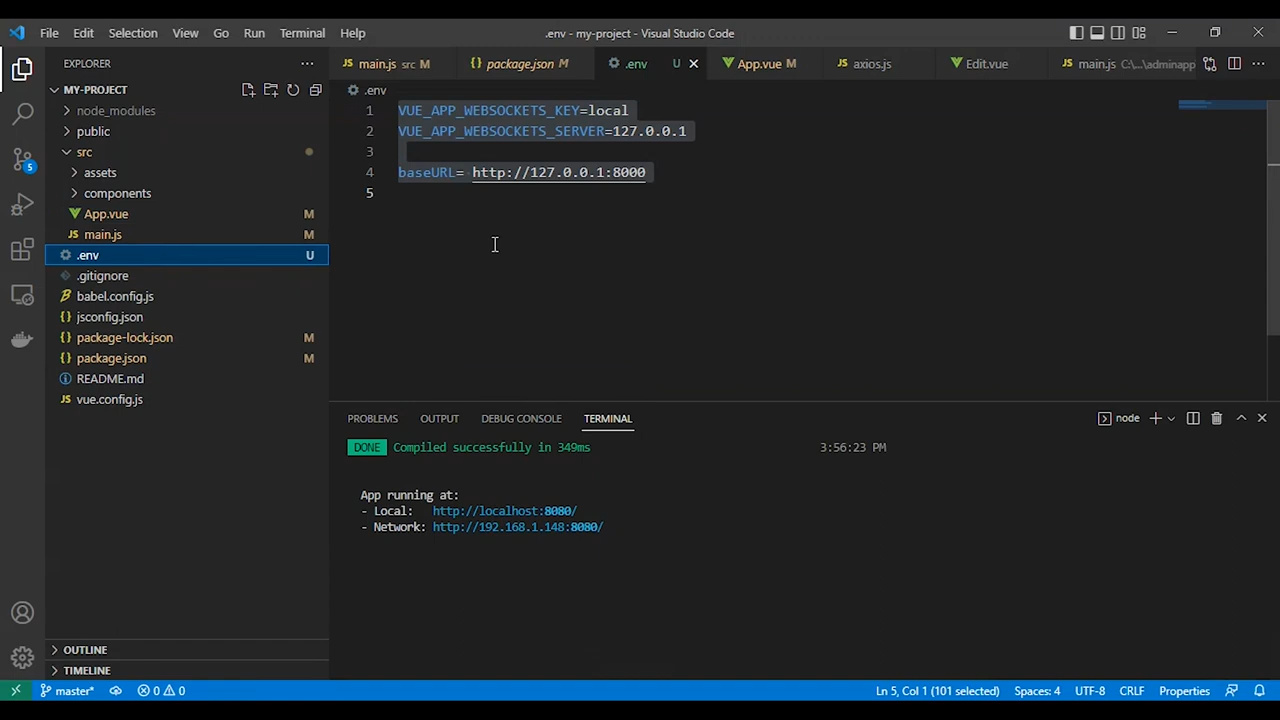 File Edit Selection View Go Run Terminal Help .env - my-project - Visual Studio Code
EXPLORER
main.js src M package.json M .env U App.vue M axios.js Edit.vue main.js C:\...\adminapp
MY-PROJECT
node_modules
public
src
assets
components
App.vue M
main.js M
.env U
.gitignore
babel.config.js
jsconfig.json
package-lock.json M
package.json M
README.md
vue.config.js
OUTLINE
TIMELINE
.env
1 VUE_APP_WEBSOCKETS_KEY=local
2 VUE_APP_WEBSOCKETS_SERVER=127.0.0.1
3
4 baseURL= http://127.0.0.1:8000
5
PROBLEMS OUTPUT DEBUG CONSOLE TERMINAL node
DONE Compiled successfully in 349ms 3:56:23 PM
App running at:
- Local: http://localhost:8080/
- Network: http://192.168.1.148:8080/
5
master* 0 0 Ln 5, Col 1 (101 selected) Spaces: 4 UTF-8 CRLF Properties